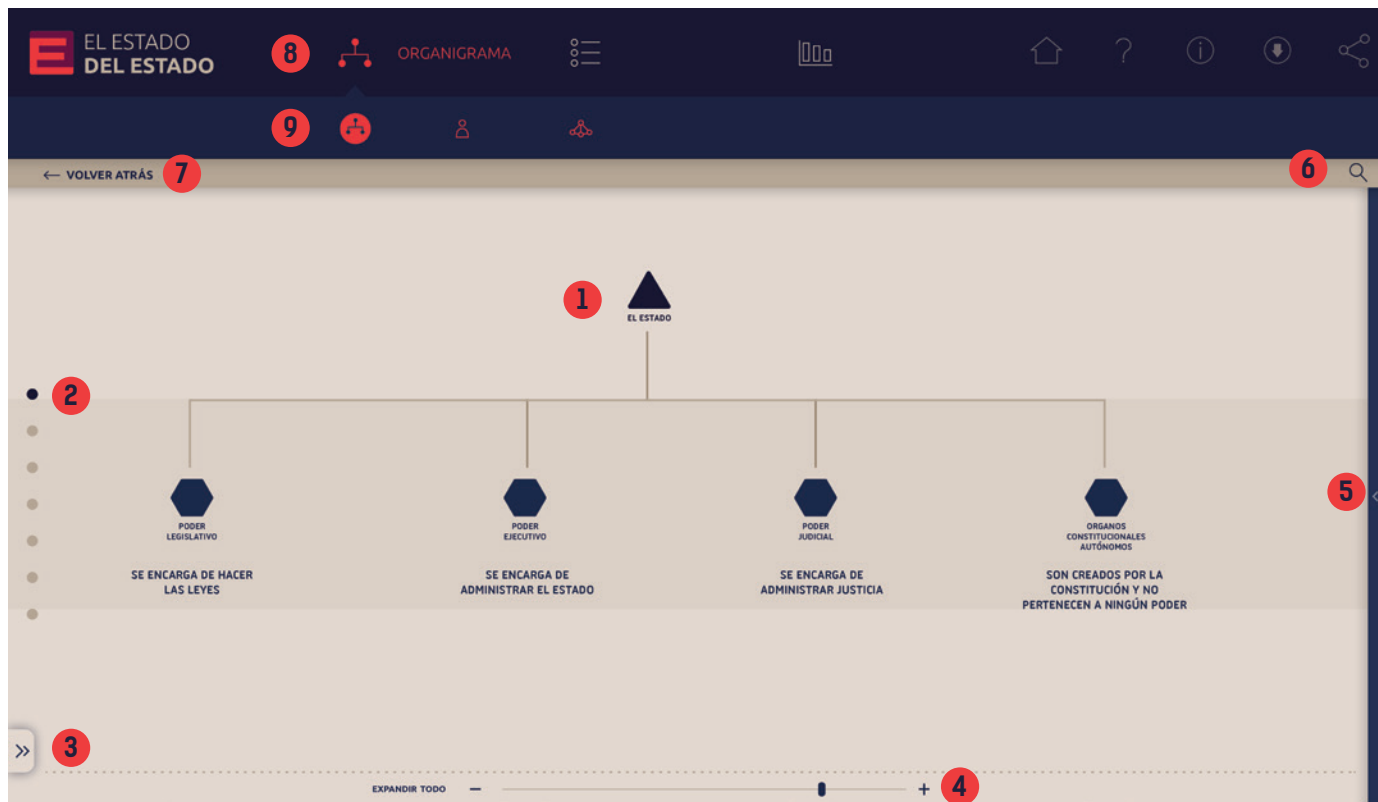 EL ESTADO
DEL ESTADO
8
ORGANIGRAMA
?
i
9
← VOLVER ATRÁS
7
6
1
EL ESTADO
2
5
PODER
LEGISLATIVO
SE ENCARGA DE HACER
LAS LEYES
PODER
EJECUTIVO
SE ENCARGA DE
ADMINISTRAR EL ESTADO
PODER
JUDICIAL
SE ENCARGA DE
ADMINISTRAR JUSTICIA
ORGANOS
CONSTITUCIONALES
AUTÓNOMOS
SON CREADOS POR LA
CONSTITUCIÓN Y NO
PERTENECEN A NINGÚN PODER
»
3
EXPANDIR TODO − +
4